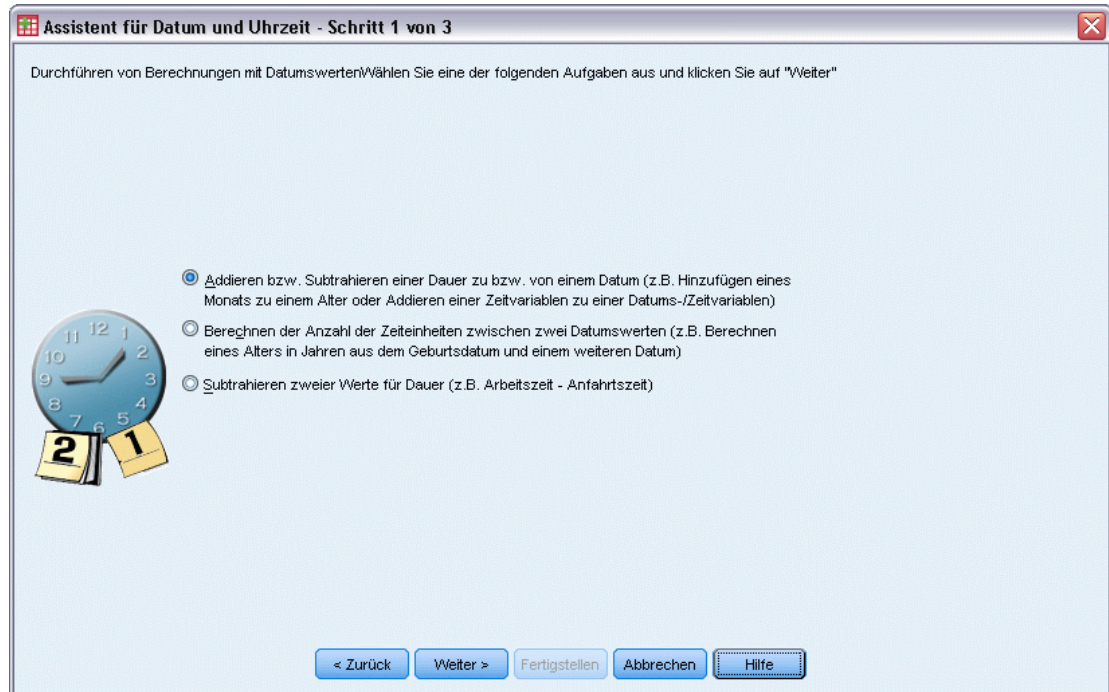 Assistent für Datum und Uhrzeit - Schritt 1 von 3
Durchführen von Berechnungen mit DatumswertenWählen Sie eine der folgenden Aufgaben aus und klicken Sie auf "Weiter"
Addieren bzw. Subtrahieren einer Dauer zu bzw. von einem Datum (z.B. Hinzufügen eines
Monats zu einem Alter oder Addieren einer Zeitvariablen zu einer Datums-/Zeitvariablen)
Berechnen der Anzahl der Zeiteinheiten zwischen zwei Datumswerten (z.B. Berechnen
eines Alters in Jahren aus dem Geburtsdatum und einem weiteren Datum)
Subtrahieren zweier Werte für Dauer (z.B. Arbeitszeit - Anfahrtszeit)
11 12 1
10 2
9 3
8 4
7 6 5
2 1
< Zurück Weiter > Fertigstellen Abbrechen Hilfe